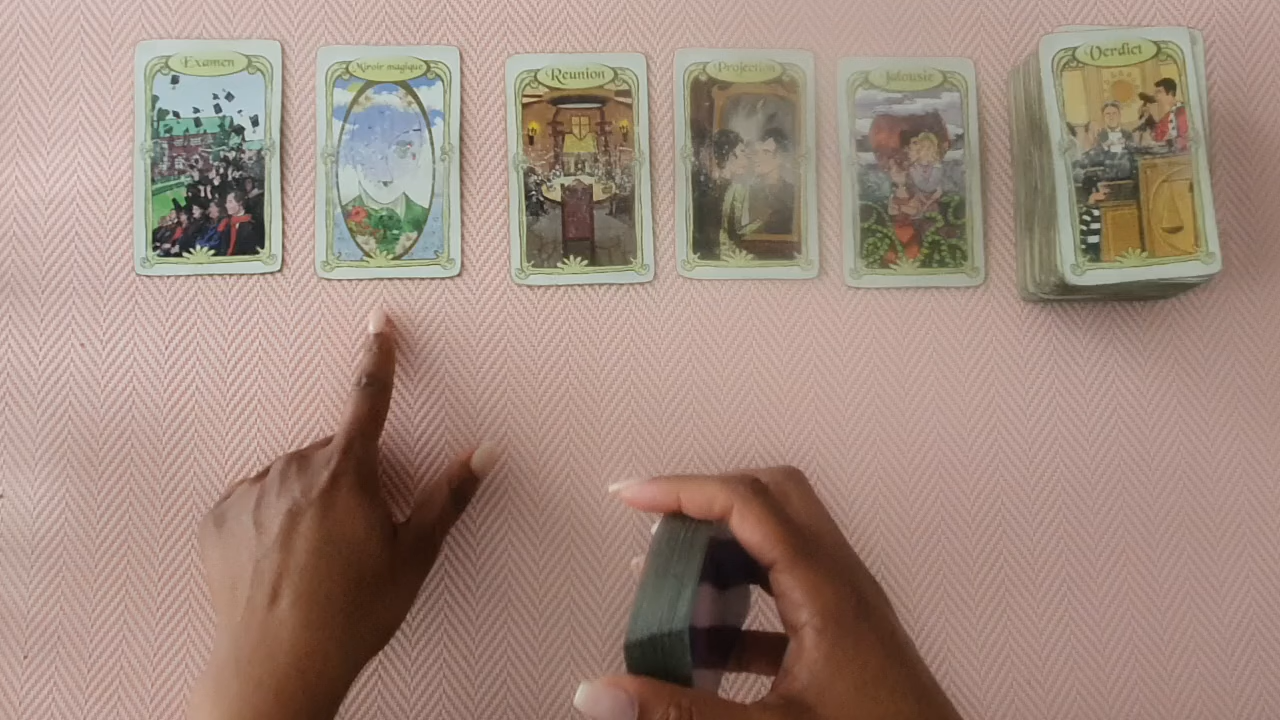 Examen
Miroir magique
Reunion
Projection
Jalousie
Verdict